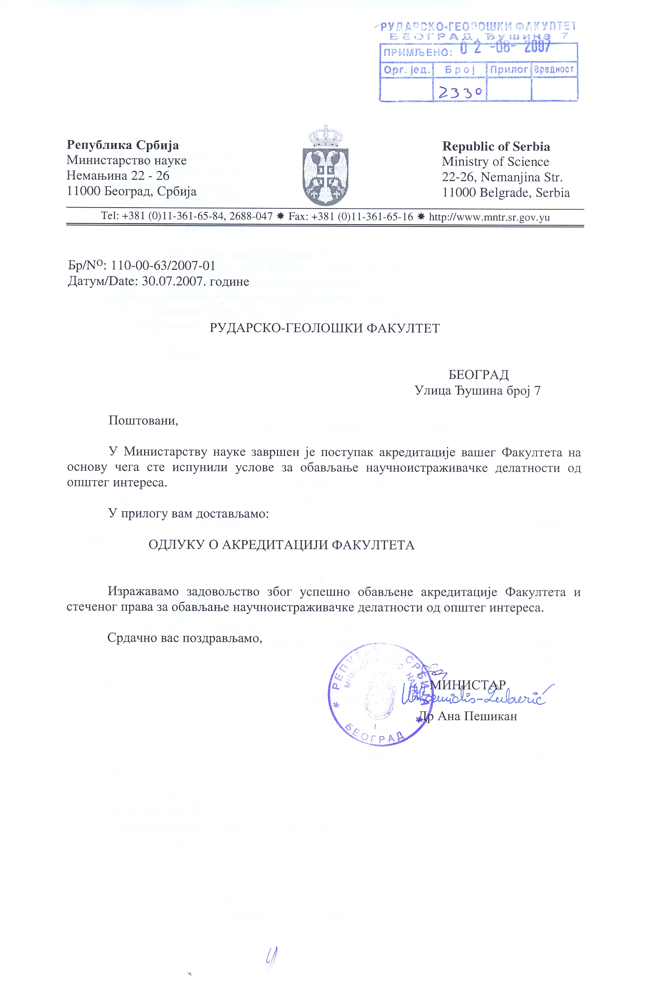 РУДАРСКО-ГЕОЛОШКИ ФАКУЛТЕТ
БЕОГРАД, Ђушина 7
ПРИМЉЕНО: 02 -08- 2007
Орг. јед. Број Прилог Вредност
2330
Република Србија
Министарство науке
Немањина 22 - 26
11000 Београд, Србија
Republic of Serbia
Ministry of Science
22-26, Nemanjina Str.
11000 Belgrade, Serbia
Tel: +381 (0)11-361-65-84, 2688-047 ✸ Fax: +381 (0)11-361-65-16 ✸ http://www.mntr.sr.gov.yu
Бр/Nº: 110-00-63/2007-01
Датум/Date: 30.07.2007. године
РУДАРСКО-ГЕОЛОШКИ ФАКУЛТЕТ
БЕОГРАД
Улица Ђушина број 7
Поштовани,
У Министарству науке завршен је поступак акредитације вашег Факултета на
основу чега сте испунили услове за обављање научноистраживачке делатности од
општег интереса.
У прилогу вам достављамо:
ОДЛУКУ О АКРЕДИТАЦИЈИ ФАКУЛТЕТА
Изражавамо задовољство због успешно обављене акредитације Факултета и
стеченог права за обављање научноистраживачке делатности од општег интереса.
Срдачно вас поздрављамо,
РЕПУБЛИКА СРБИЈА
МИНИСТАРСТВО НАУКЕ
I
БЕОГРАД
МИНИСТАР
Др Ана Пешикан